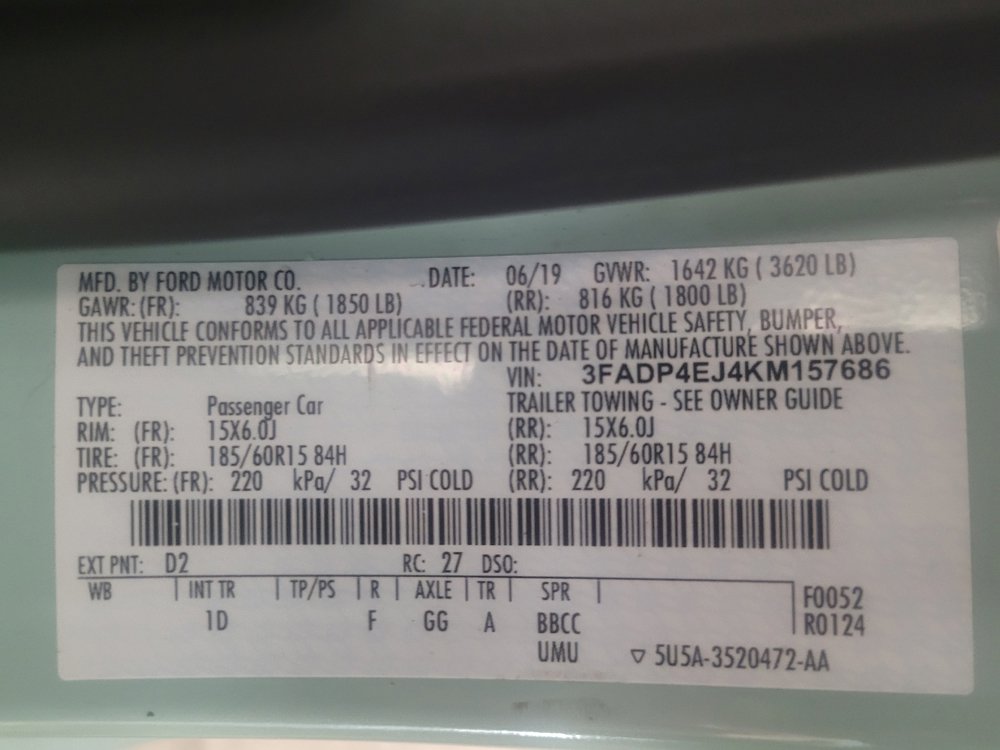 MFD. BY FORD MOTOR CO. DATE: 06/19 GVWR: 1642 KG ( 3620 LB)
GAWR: (FR): 839 KG ( 1850 LB) (RR): 816 KG ( 1800 LB)
THIS VEHICLE CONFORMS TO ALL APPLICABLE FEDERAL MOTOR VEHICLE SAFETY, BUMPER,
AND THEFT PREVENTION STANDARDS IN EFFECT ON THE DATE OF MANUFACTURE SHOWN ABOVE.
VIN: 3FADP4EJ4KM157686
TYPE: Passenger Car TRAILER TOWING - SEE OWNER GUIDE
RIM: (FR): 15X6.0J (RR): 15X6.0J
TIRE: (FR): 185/60R15 84H (RR): 185/60R15 84H
PRESSURE: (FR): 220 kPa/ 32 PSI COLD (RR): 220 kPa/ 32 PSI COLD
EXT PNT: D2 RC: 27 DSO:
WB | INT TR | TP/PS | R | AXLE | TR | SPR | F0052
1D F GG A BBCC R0124
UMU ▽ 5U5A-3520472-AA